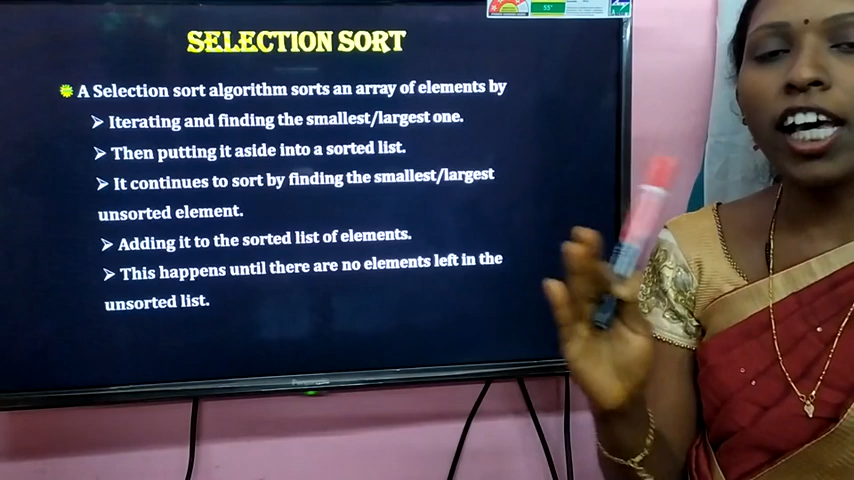 SELECTION SORT
A Selection sort algorithm sorts an array of elements by
Iterating and finding the smallest/largest one.
Then putting it aside into a sorted list.
It continues to sort by finding the smallest/largest
unsorted element.
Adding it to the sorted list of elements.
This happens until there are no elements left in the
unsorted list.
55"